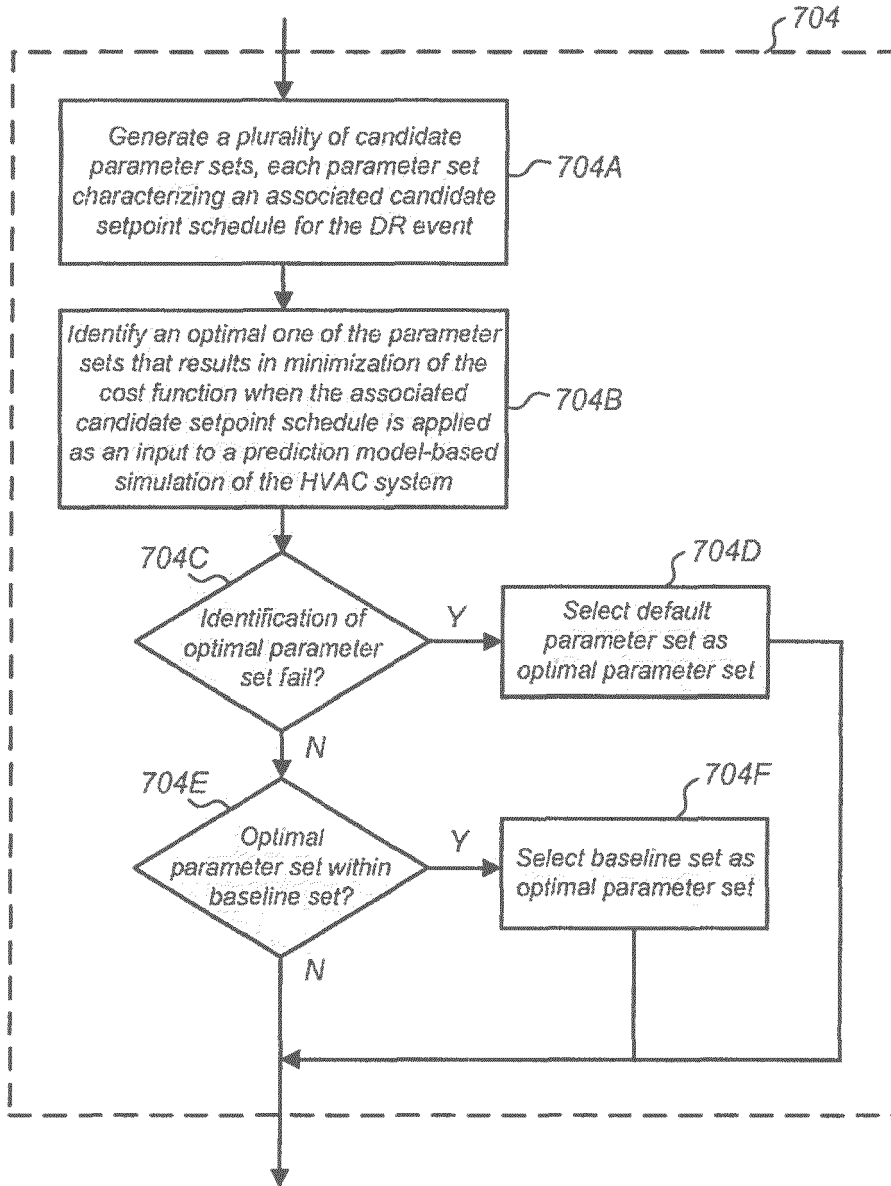 704
Generate a plurality of candidate
parameter sets, each parameter set
characterizing an associated candidate
setpoint schedule for the DR event
704A
Identify an optimal one of the parameter
sets that results in minimization of the
cost function when the associated
candidate setpoint schedule is applied
as an input to a prediction model-based
simulation of the HVAC system
704B
704C
Identification of
optimal parameter
set fail?
Y
N
704D
Select default
parameter set as
optimal parameter set
704E
Optimal
parameter set within
baseline set?
Y
N
704F
Select baseline set as
optimal parameter set